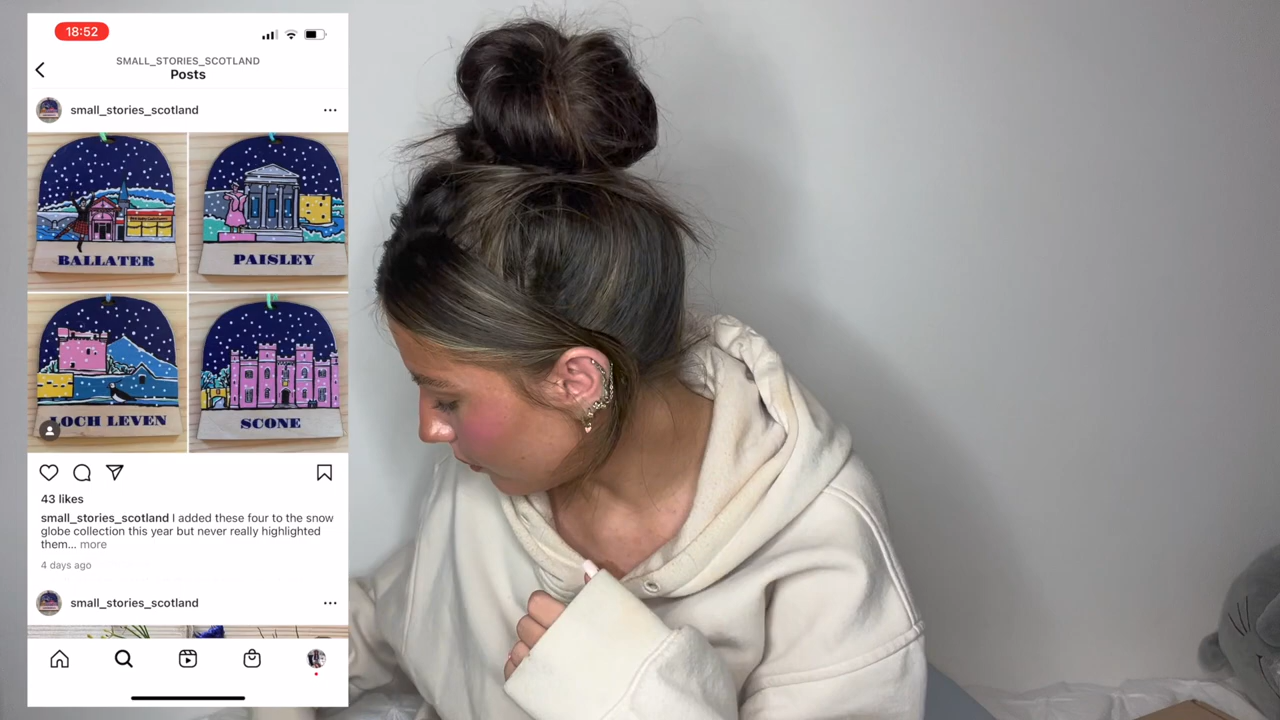 18:52
SMALL_STORIES_SCOTLAND
Posts
small_stories_scotland
BALLATER
PAISLEY
LOCH LEVEN
SCONE
43 likes
small_stories_scotland I added these four to the snow
globe collection this year but never really highlighted
them... more
4 days ago
small_stories_scotland